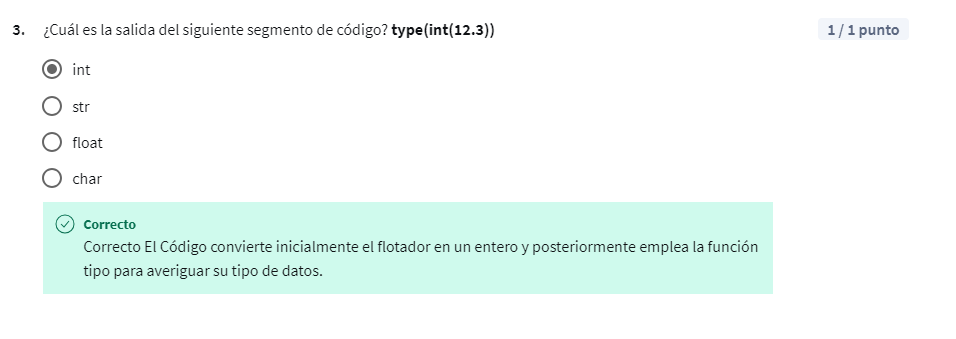 3. ¿Cuál es la salida del siguiente segmento de código? type(int(12.3))
1 / 1 punto
int
str
float
char
Correcto
Correcto El Código convierte inicialmente el flotador en un entero y posteriormente emplea la función
tipo para averiguar su tipo de datos.